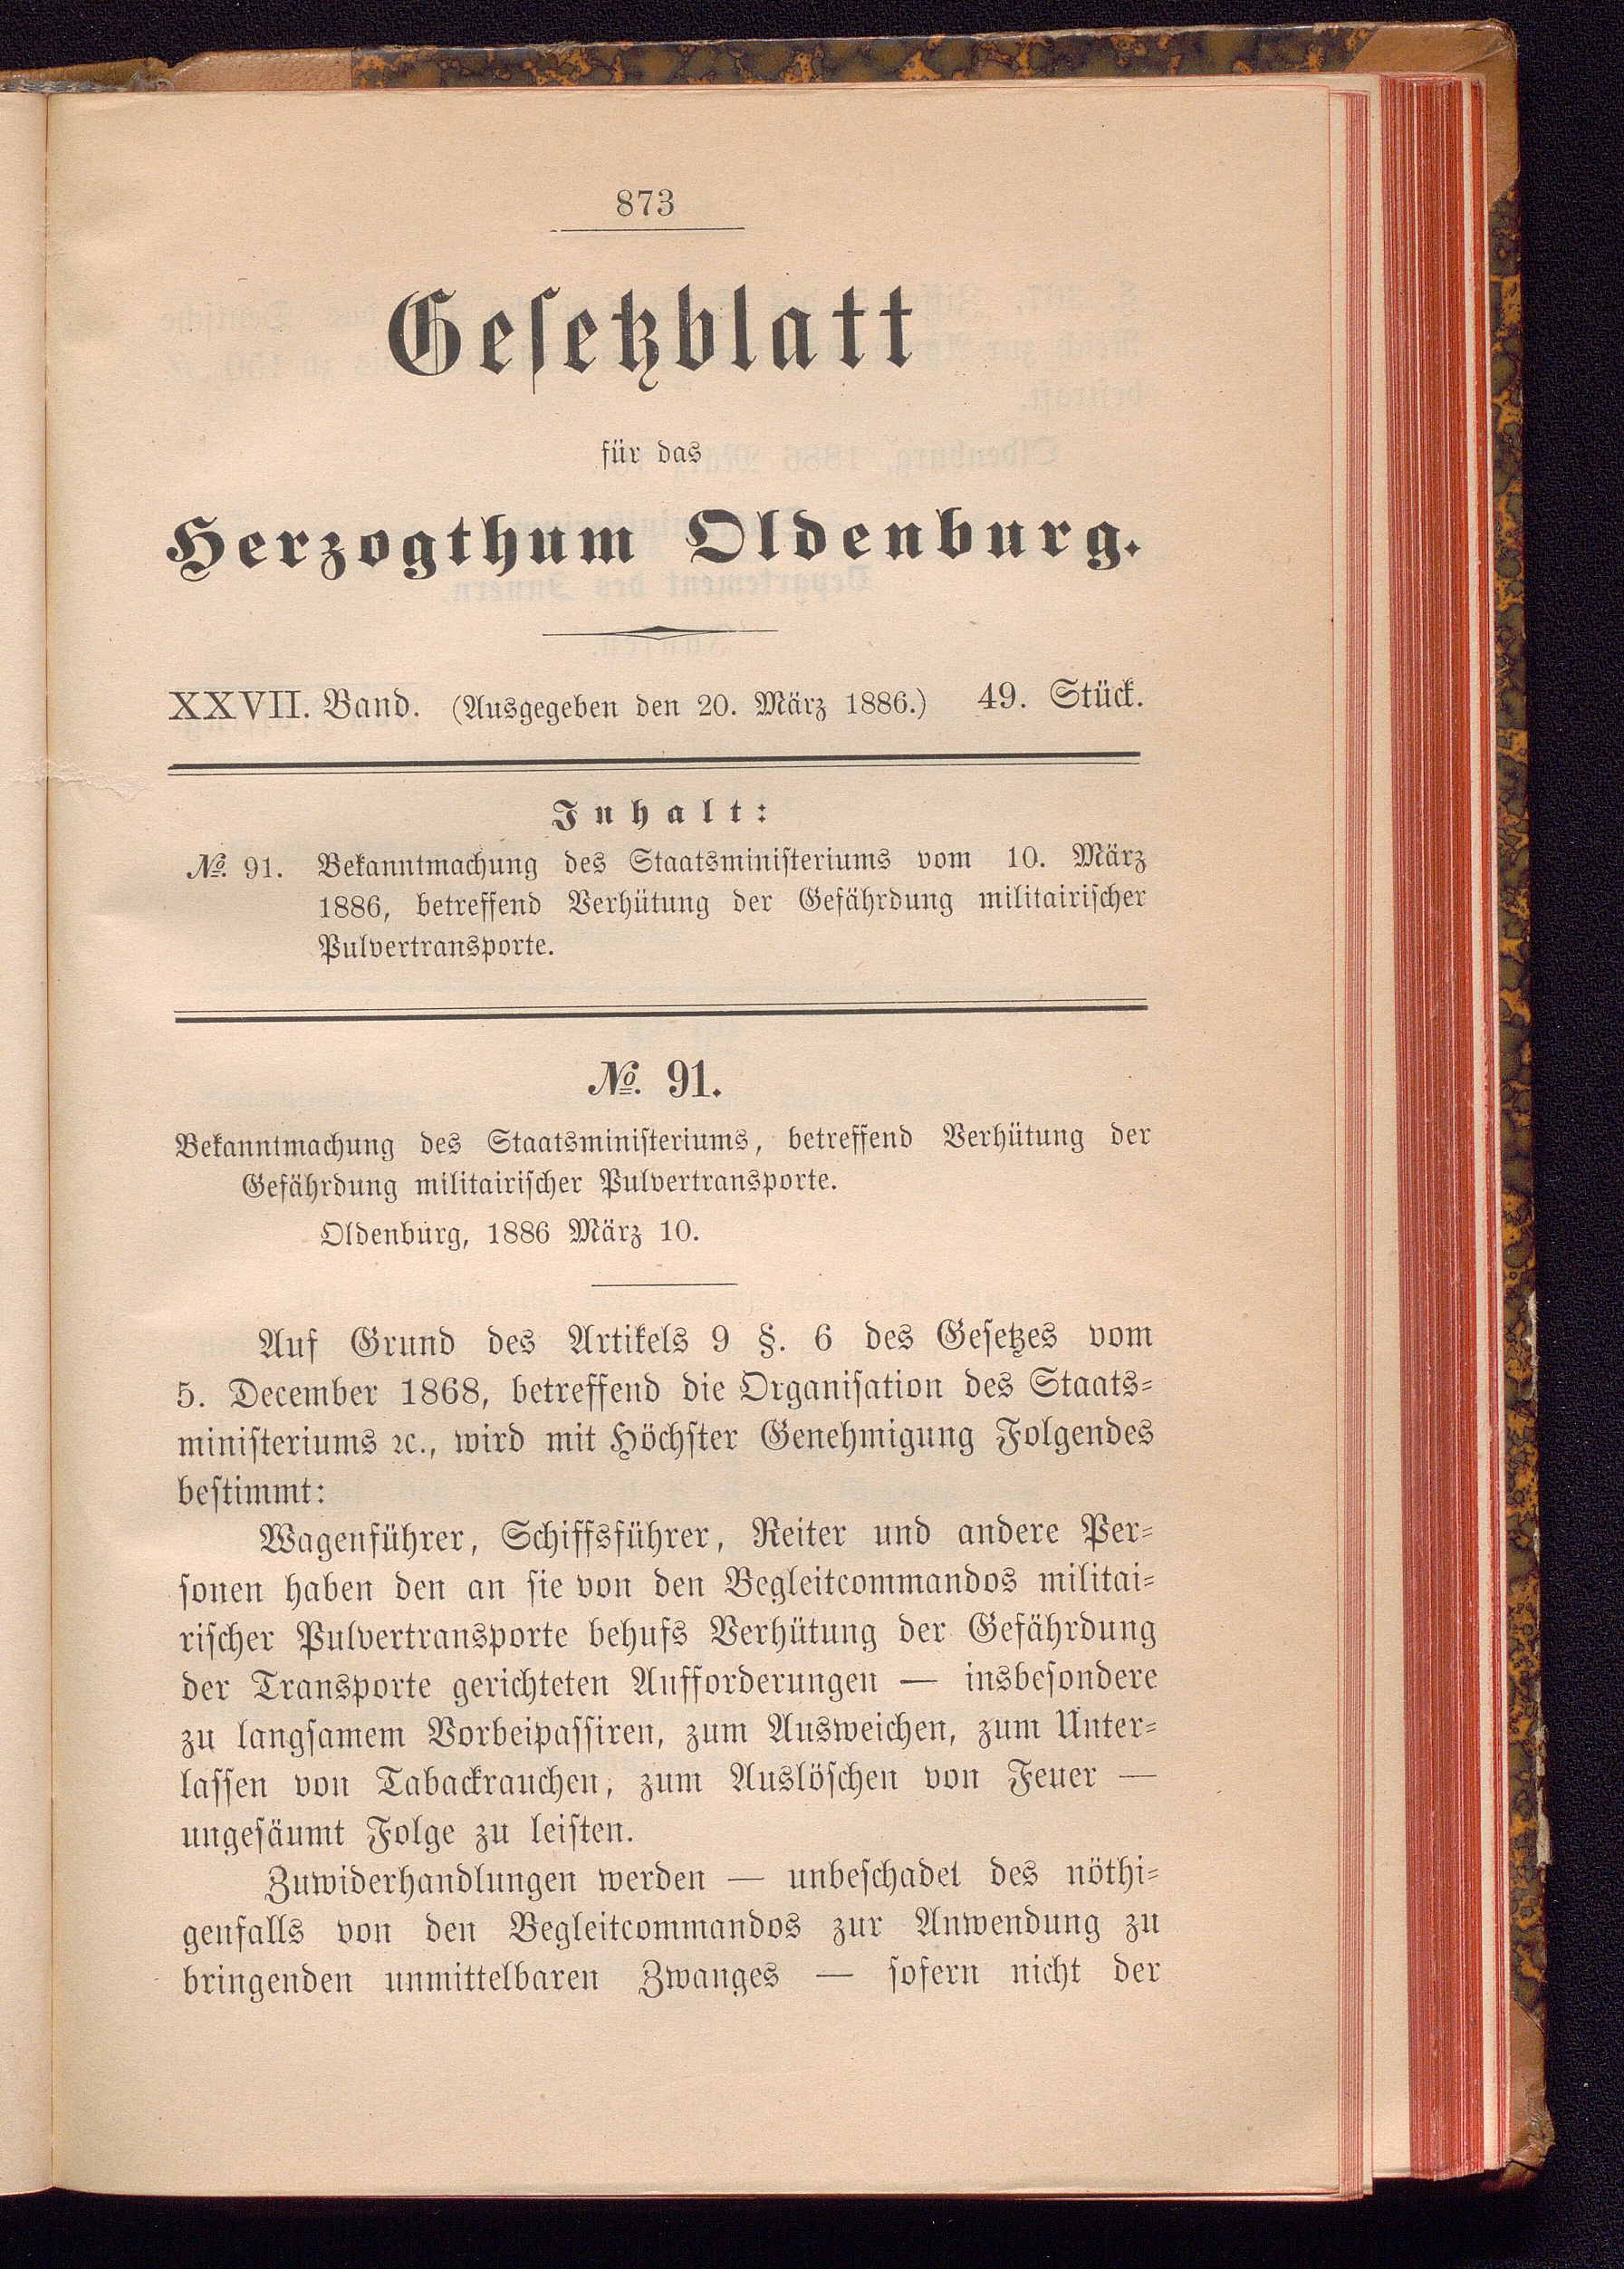 873
Gesetzblatt
für das
Herzogthum Oldenburg.
XXVII. Band. (Ausgegeben den 20. März 1886.) 49. Stück.
Inhalt:
№. 91. Bekanntmachung des Staatsministeriums vom 10. März
1886, betreffend Verhütung der Gefährdung militairischer
Pulvertransporte.
№. 91.
Bekanntmachung des Staatsministeriums, betreffend Verhütung der
Gefährdung militairischer Pulvertransporte.
Oldenburg, 1886 März 10.
Auf Grund des Artikels 9 §. 6 des Gesetzes vom
5. December 1868, betreffend die Organisation des Staats-
ministeriums ꝛc., wird mit Höchster Genehmigung Folgendes
bestimmt:
Wagenführer, Schiffsführer, Reiter und andere Per-
sonen haben den an sie von den Begleitcommandos militai-
rischer Pulvertransporte behufs Verhütung der Gefährdung
der Transporte gerichteten Aufforderungen — insbesondere
zu langsamem Vorbeipassiren, zum Ausweichen, zum Unter-
lassen von Tabackrauchen, zum Auslöschen von Feuer —
ungesäumt Folge zu leisten.
Zuwiderhandlungen werden — unbeschadet des nöthi-
genfalls von den Begleitcommandos zur Anwendung zu
bringenden unmittelbaren Zwanges — sofern nicht der